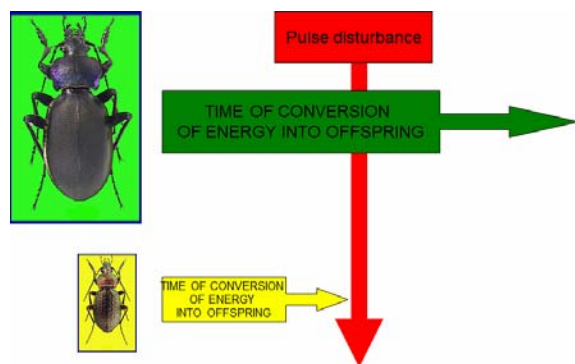 Pulse disturbance
TIME OF CONVERSION
OF ENERGY INTO OFFSPRING
TIME OF CONVERSION
OF ENERGY
INTO OFFSPRING